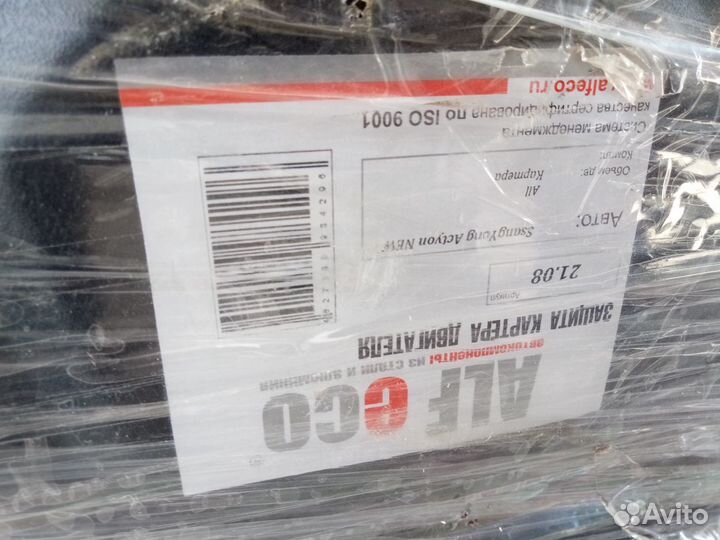 ALF eco
автокомпоненты из стали и алюминия
ЗАЩИТА КАРТЕРА ДВИГАТЕЛЯ
Артикул
21.08
Авто:
SsangYong Actyon NEW
Объем дв:
All
Компл:
Картера
Система менеджмента
качества сертифицирована по ISO 9001
alfeco.ru
Avito